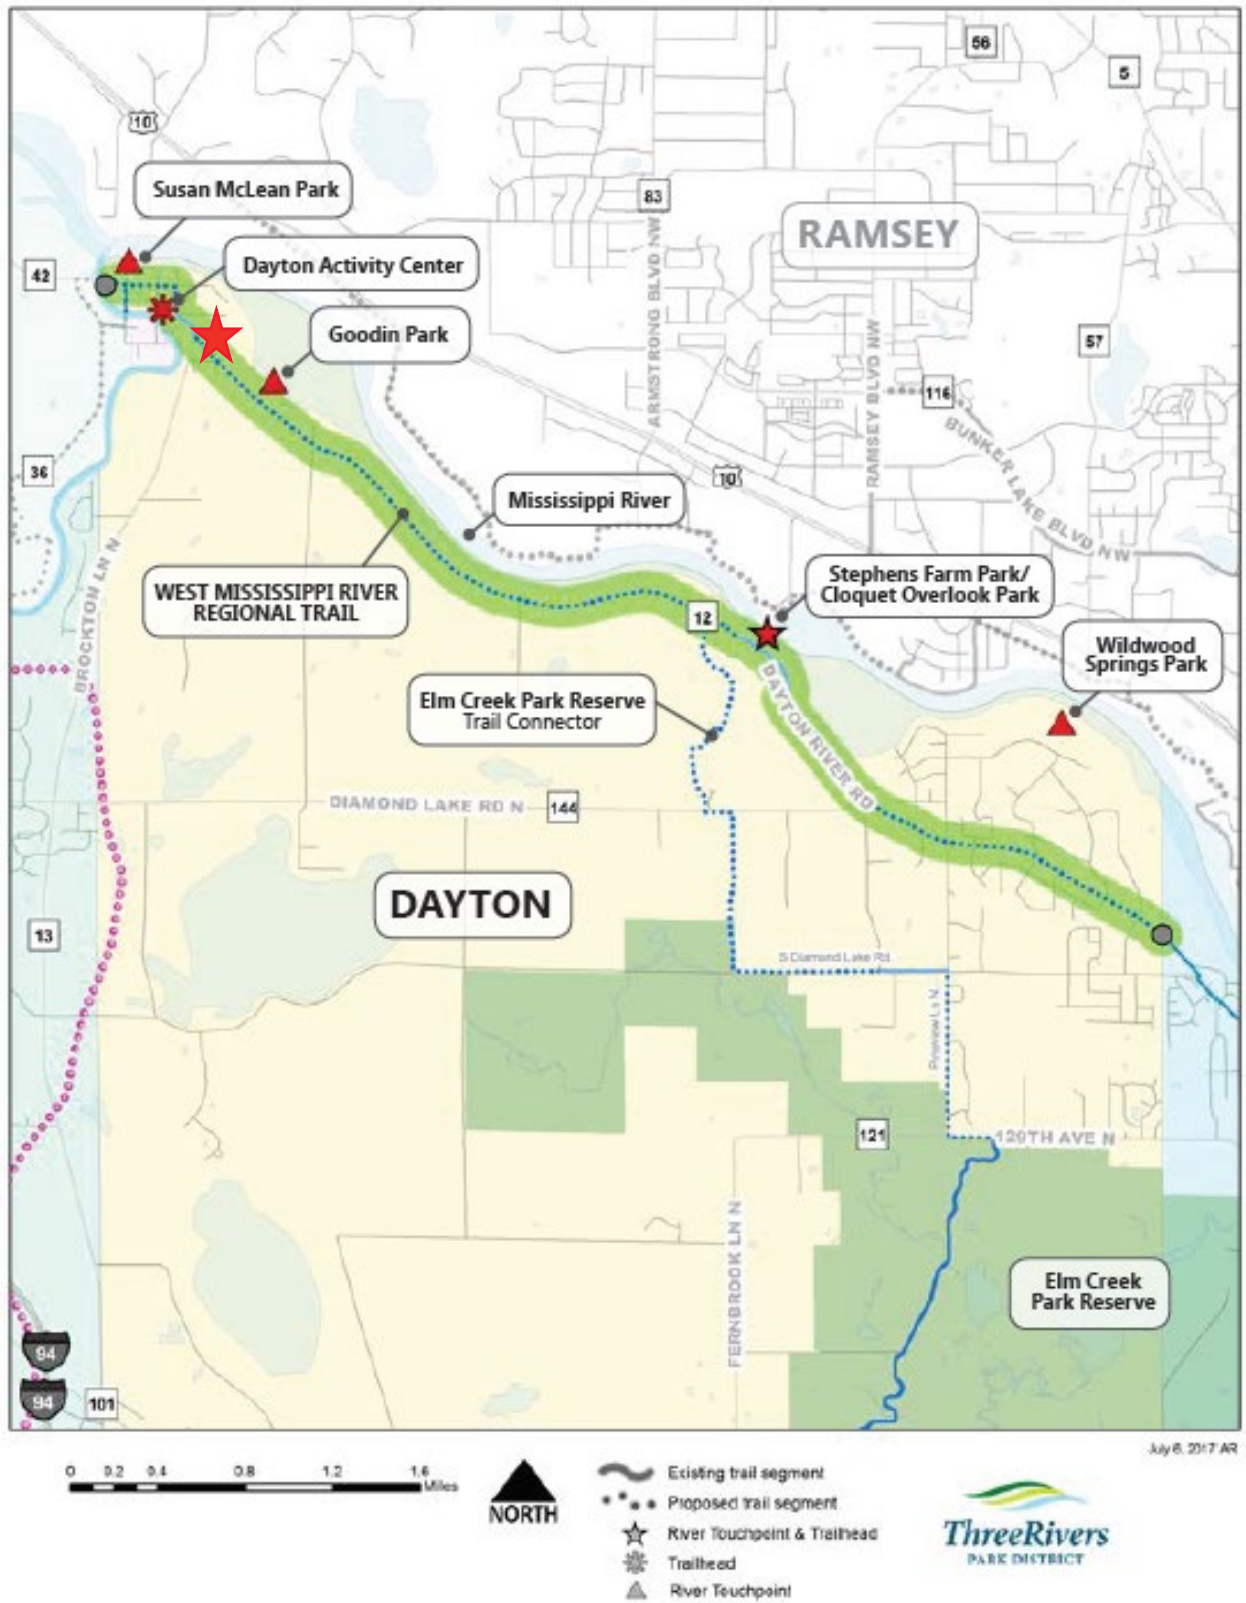 56
5
10
Susan McLean Park
83
RAMSEY
42
Dayton Activity Center
ARMSTRONG BLVD NW
Goodin Park
57
RAMSEY BLVD NW
116
BUNKER LAKE BLVD NW
36
10
Mississippi River
BROCKTON LN N
WEST MISSISSIPPI RIVER
REGIONAL TRAIL
Stephens Farm Park/
Cloquet Overlook Park
12
Wildwood
Springs Park
DAYTON RIVER RD
Elm Creek Park Reserve
Trail Connector
DIAMOND LAKE RD N
144
DAYTON
13
S Diamond Lake Rd
Pineview Ln N
121
129TH AVE N
FERNBROOK LN N
Elm Creek
Park Reserve
94
94
101
July 6, 2017 AR
0 0.2 0.4 0.8 1.2 1.6
Miles
NORTH
Existing trail segment
Proposed trail segment
River Touchpoint & Trailhead
Trailhead
River Touchpoint
ThreeRivers
PARK DISTRICT